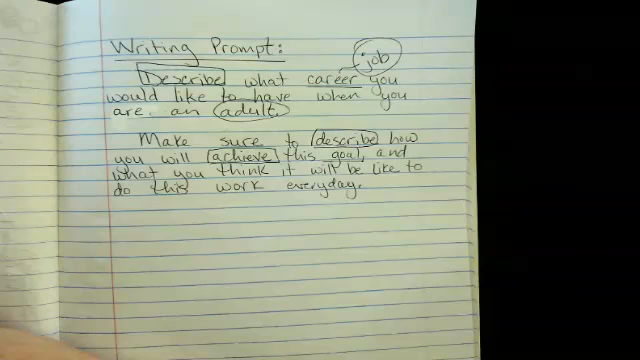 Writing Prompt:
job
Describe what career you
would like to have when you
are an adult.
Make sure to describe how
you will achieve this goal, and
what you think it will be like to
do this work everyday.